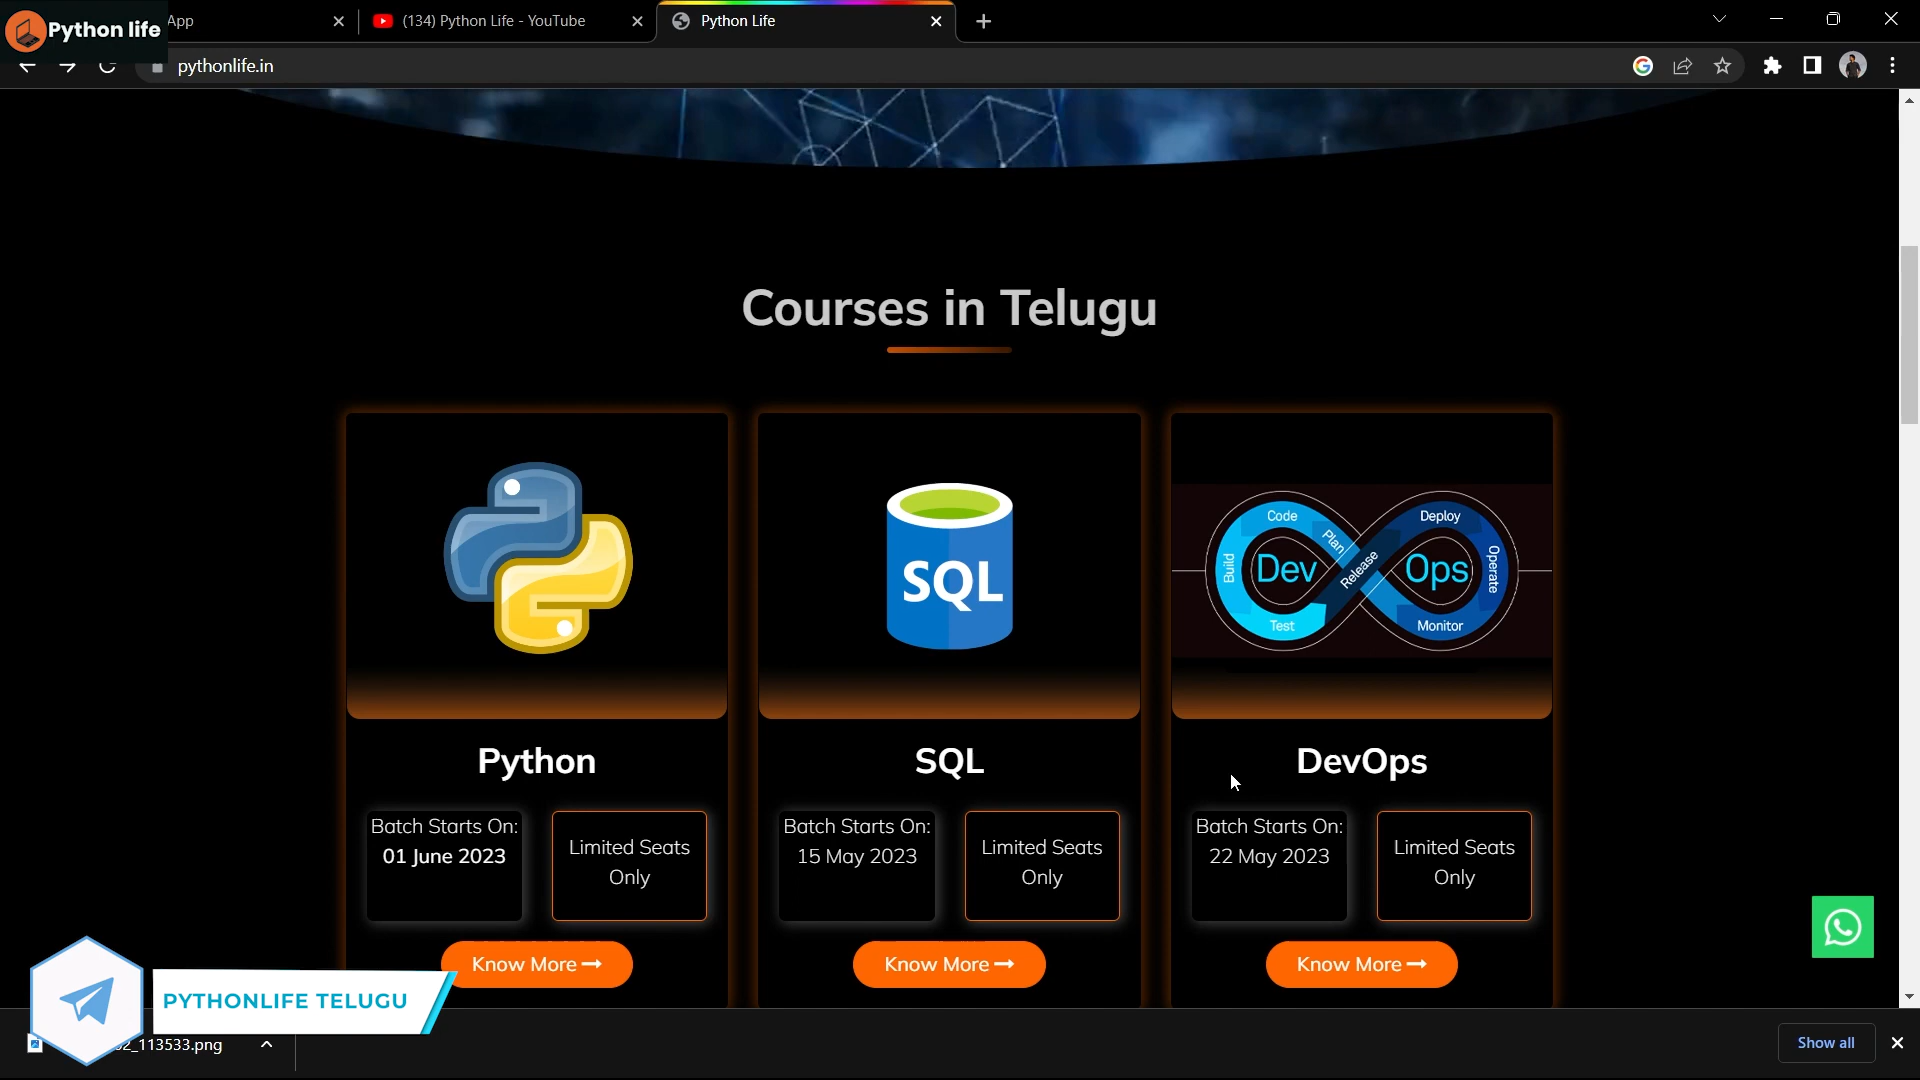 Python life
App
(134) Python Life - YouTube
Python Life
pythonlife.in
Courses in Telugu
Code
Plan
Build
Dev
Test
Release
Deploy
Ops
Operate
Monitor
SQL
Python
SQL
DevOps
Batch Starts On:
01 June 2023
Limited Seats
Only
Batch Starts On:
15 May 2023
Limited Seats
Only
Batch Starts On:
22 May 2023
Limited Seats
Only
Know More
Know More
Know More
PYTHONLIFE TELUGU
2_113533.png
Show all